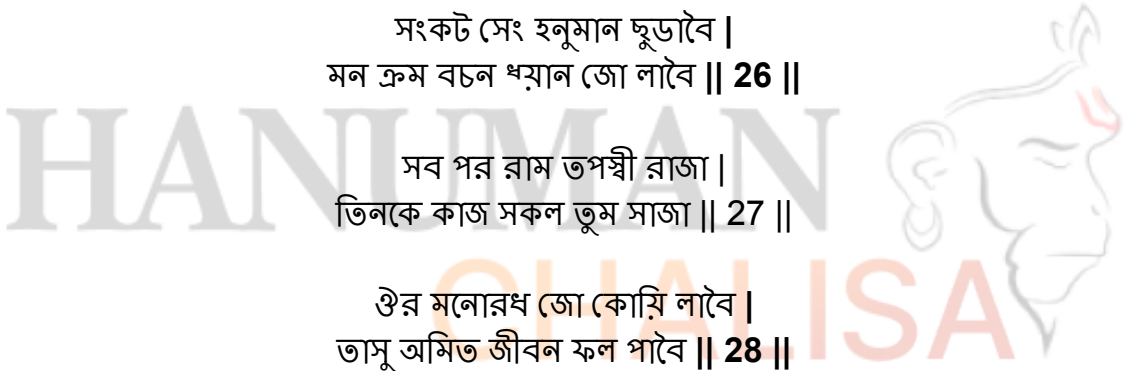 সংকট সেং হনুমান ছুডাবৈ |
মন ক্রম বচন ধ্য়ান জো লাবৈ || 26 ||
সব পর রাম তপস্বী রাজা |
তিনকে কাজ সকল তুম সাজা || 27 ||
ঔর মনোরধ জো কোয়ি লাবৈ |
তাসু অমিত জীবন ফল পাবৈ || 28 ||
HANUMAN
CHALISA